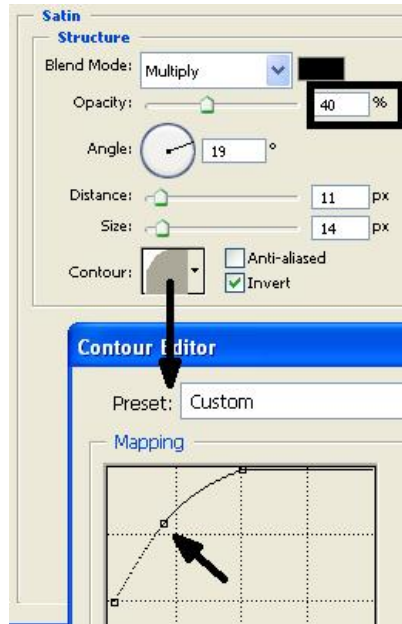 Satin
Structure
Blend Mode: Multiply
Opacity: 40 %
Angle: 19 °
Distance: 11 px
Size: 14 px
Contour: Anti-aliased
Invert
Contour Editor
Preset: Custom
Mapping